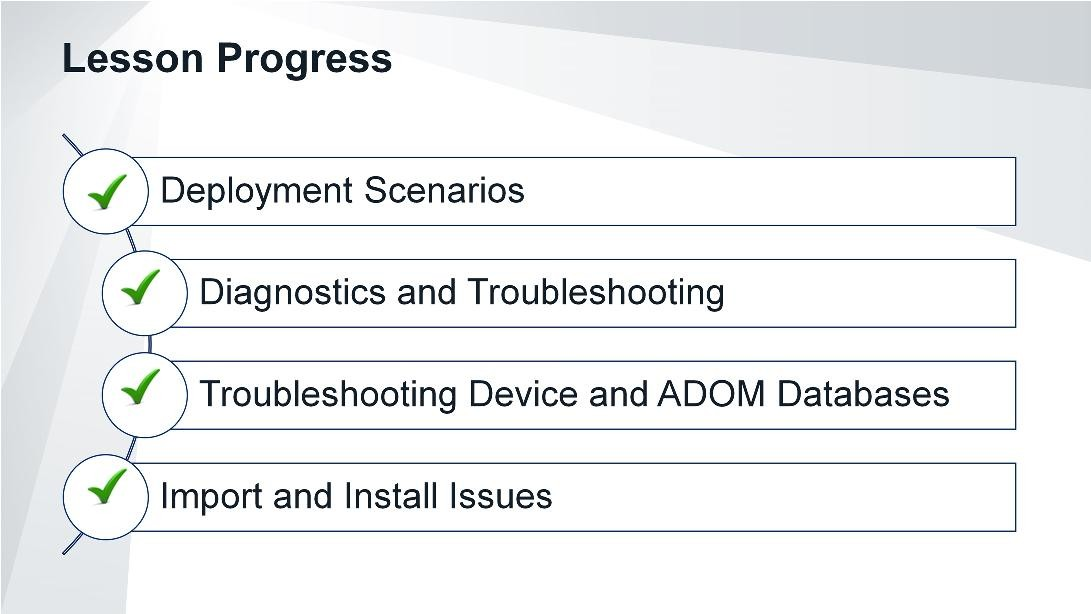 Lesson Progress
Deployment Scenarios
Diagnostics and Troubleshooting
Troubleshooting Device and ADOM Databases
Import and Install Issues